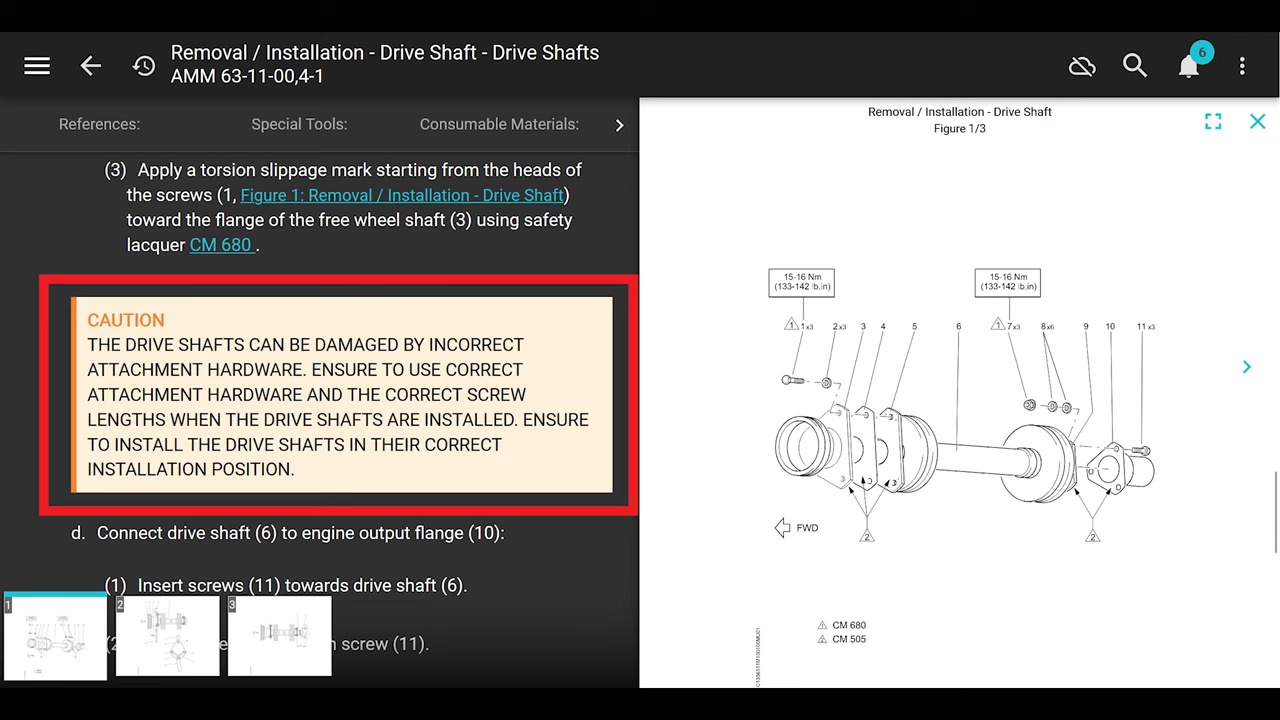 Removal / Installation - Drive Shaft - Drive Shafts
AMM 63-11-00,4-1
6
References:
Special Tools:
Consumable Materials:
(3) Apply a torsion slippage mark starting from the heads of
the screws (1, Figure 1: Removal / Installation - Drive Shaft)
toward the flange of the free wheel shaft (3) using safety
lacquer CM 680 .
CAUTION
THE DRIVE SHAFTS CAN BE DAMAGED BY INCORRECT
ATTACHMENT HARDWARE. ENSURE TO USE CORRECT
ATTACHMENT HARDWARE AND THE CORRECT SCREW
LENGTHS WHEN THE DRIVE SHAFTS ARE INSTALLED. ENSURE
TO INSTALL THE DRIVE SHAFTS IN THEIR CORRECT
INSTALLATION POSITION.
d. Connect drive shaft (6) to engine output flange (10):
(1) Insert screws (11) towards drive shaft (6).
(2
screw (11).
1
2
3
Removal / Installation - Drive Shaft
Figure 1/3
15-16 Nm
(133-142 lb.in)
15-16 Nm
(133-142 lb.in)
1 1 x3 2 x3 3 4 5 6 1 7 x3 8 x6 9 10 11 x3
FWD
2
2
1 CM 680
2 CM 505